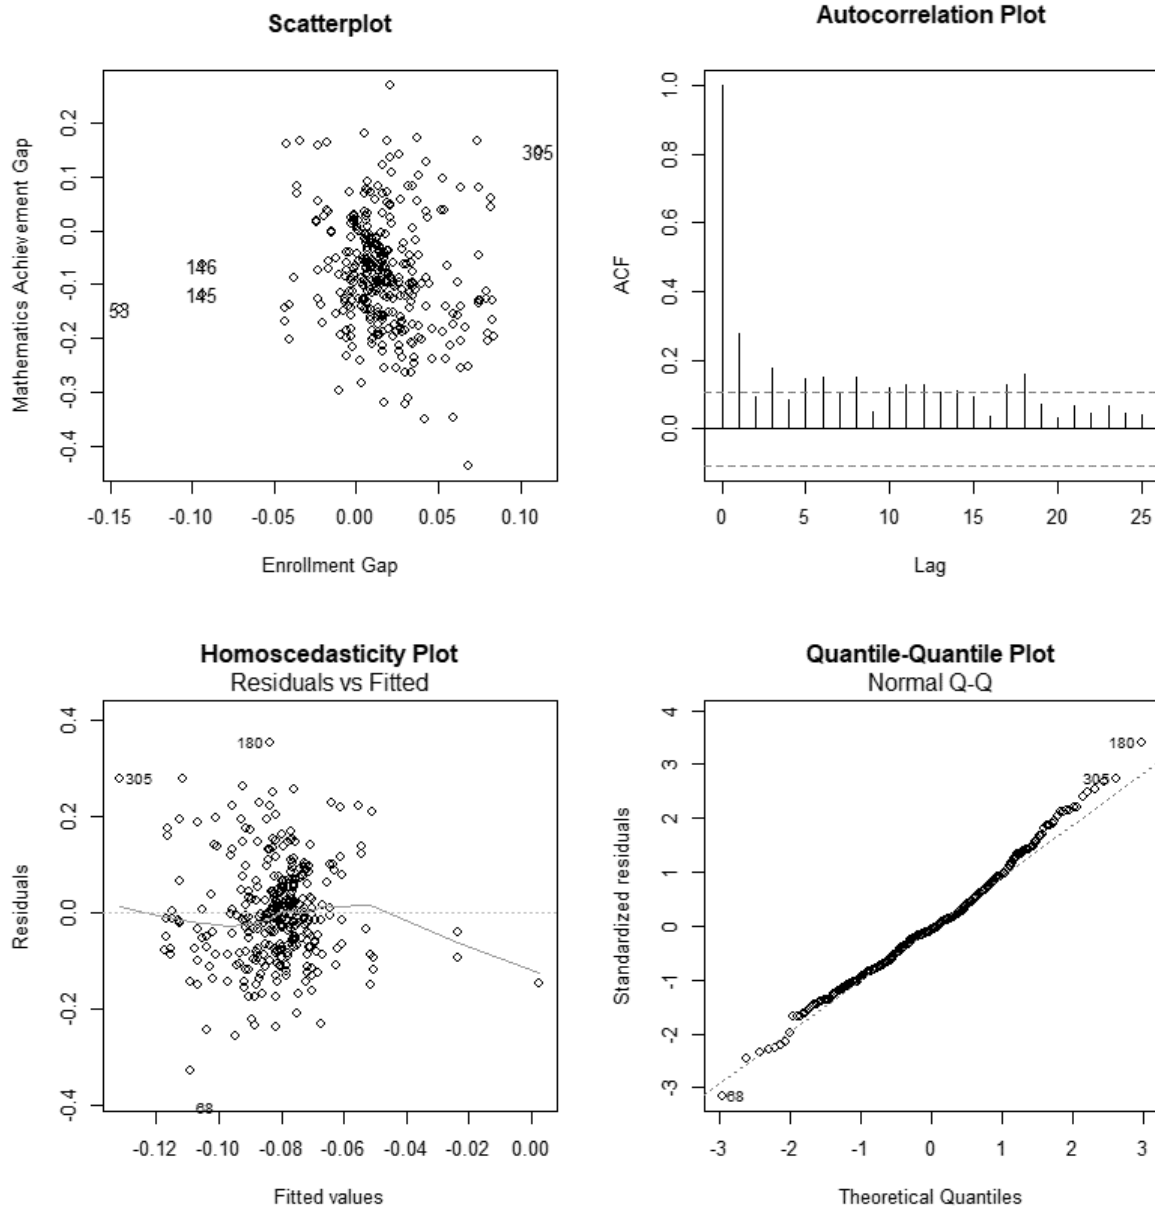 Scatterplot
Mathematics Achievement Gap
0.2
0.1
0.0
-0.1
-0.2
-0.3
-0.4
305
146
145
53
-0.15 -0.10 -0.05 0.00 0.05 0.10
Enrollment Gap
Autocorrelation Plot
ACF
1.0
0.8
0.6
0.4
0.2
0.0
0 5 10 15 20 25
Lag
Homoscedasticity Plot
Residuals vs Fitted
Residuals
0.4
0.2
0.0
-0.2
-0.4
180
305
68
-0.12 -0.10 -0.08 -0.06 -0.04 -0.02 0.00
Fitted values
Quantile-Quantile Plot
Normal Q-Q
Standardized residuals
4
3
2
1
0
-1
-2
-3
180
305
68
-3 -2 -1 0 1 2 3
Theoretical Quantiles